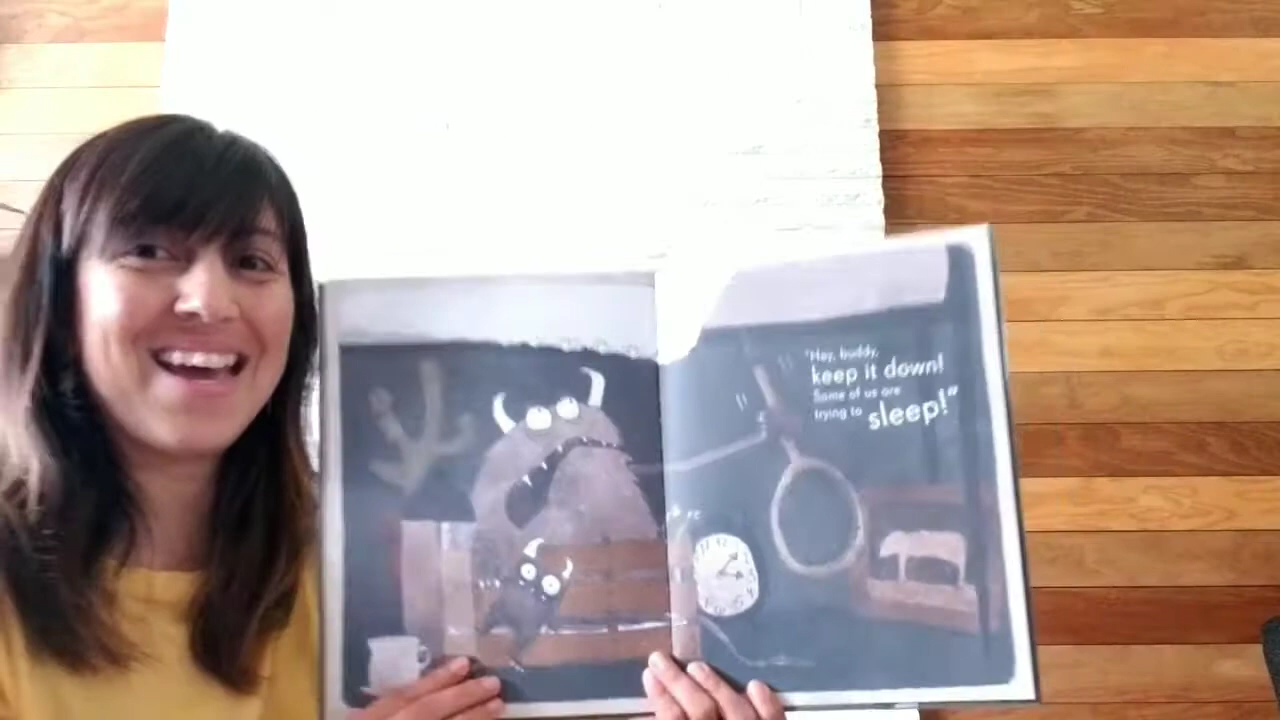 "Hey, buddy,
keep it down!
Some of us are
trying to sleep!"